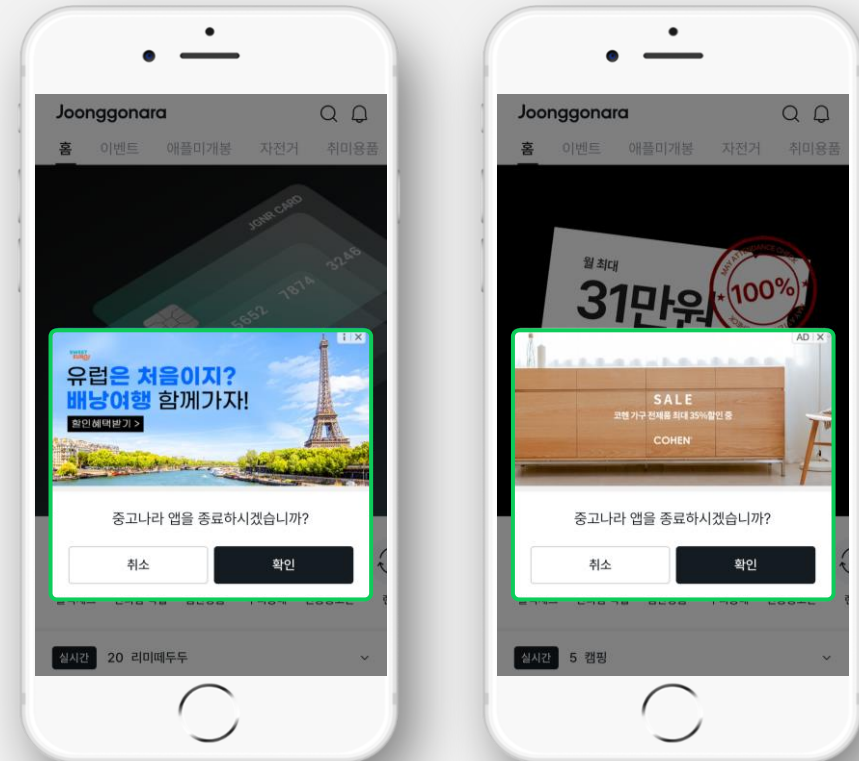 Joonggonara
홈 이벤트 애플미개봉 자전거 취미용품
JGNR CARD
5652 7874 3246
i X
유럽은 처음이지?
배낭여행 함께가자!
할인혜택받기 >
중고나라 앱을 종료하시겠습니까?
취소 확인
실시간 20 리미떼두두
Joonggonara
홈 이벤트 애플미개봉 자전거 취미용품
월 최대
31만원
100%
AD X
SALE
코헨 가구 전제품 최대 35%할인 중
COHEN
중고나라 앱을 종료하시겠습니까?
취소 확인
실시간 5 캠핑